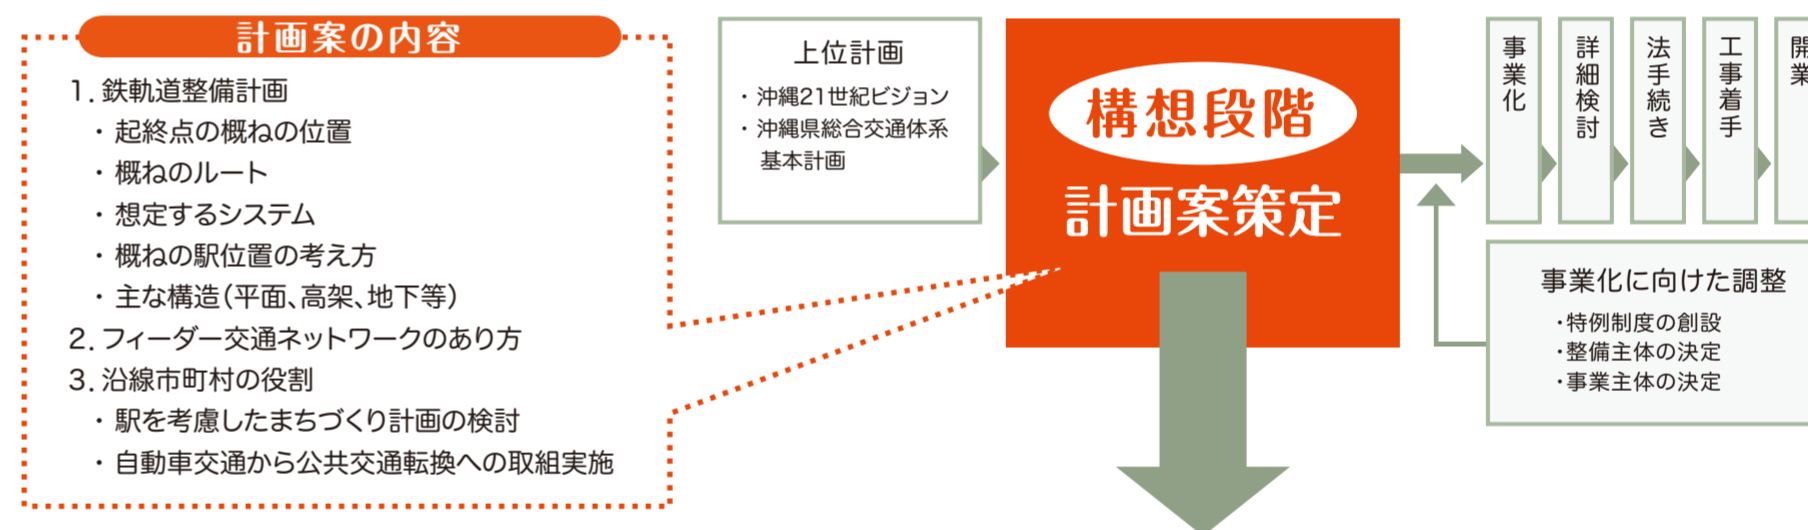 計画案の内容
1. 鉄軌道整備計画
・ 起終点の概ねの位置
・ 概ねのルート
・ 想定するシステム
・ 概ねの駅位置の考え方
・ 主な構造(平面、高架、地下等)
2. フィーダー交通ネットワークのあり方
3. 沿線市町村の役割
・ 駅を考慮したまちづくり計画の検討
・ 自動車交通から公共交通転換への取組実施
上位計画
・ 沖縄21世紀ビジョン
・ 沖縄県総合交通体系
基本計画
構想段階
計画案策定
事業化
詳細検討
法手続き
工事着手
開業
事業化に向けた調整
・特例制度の創設
・整備主体の決定
・事業主体の決定